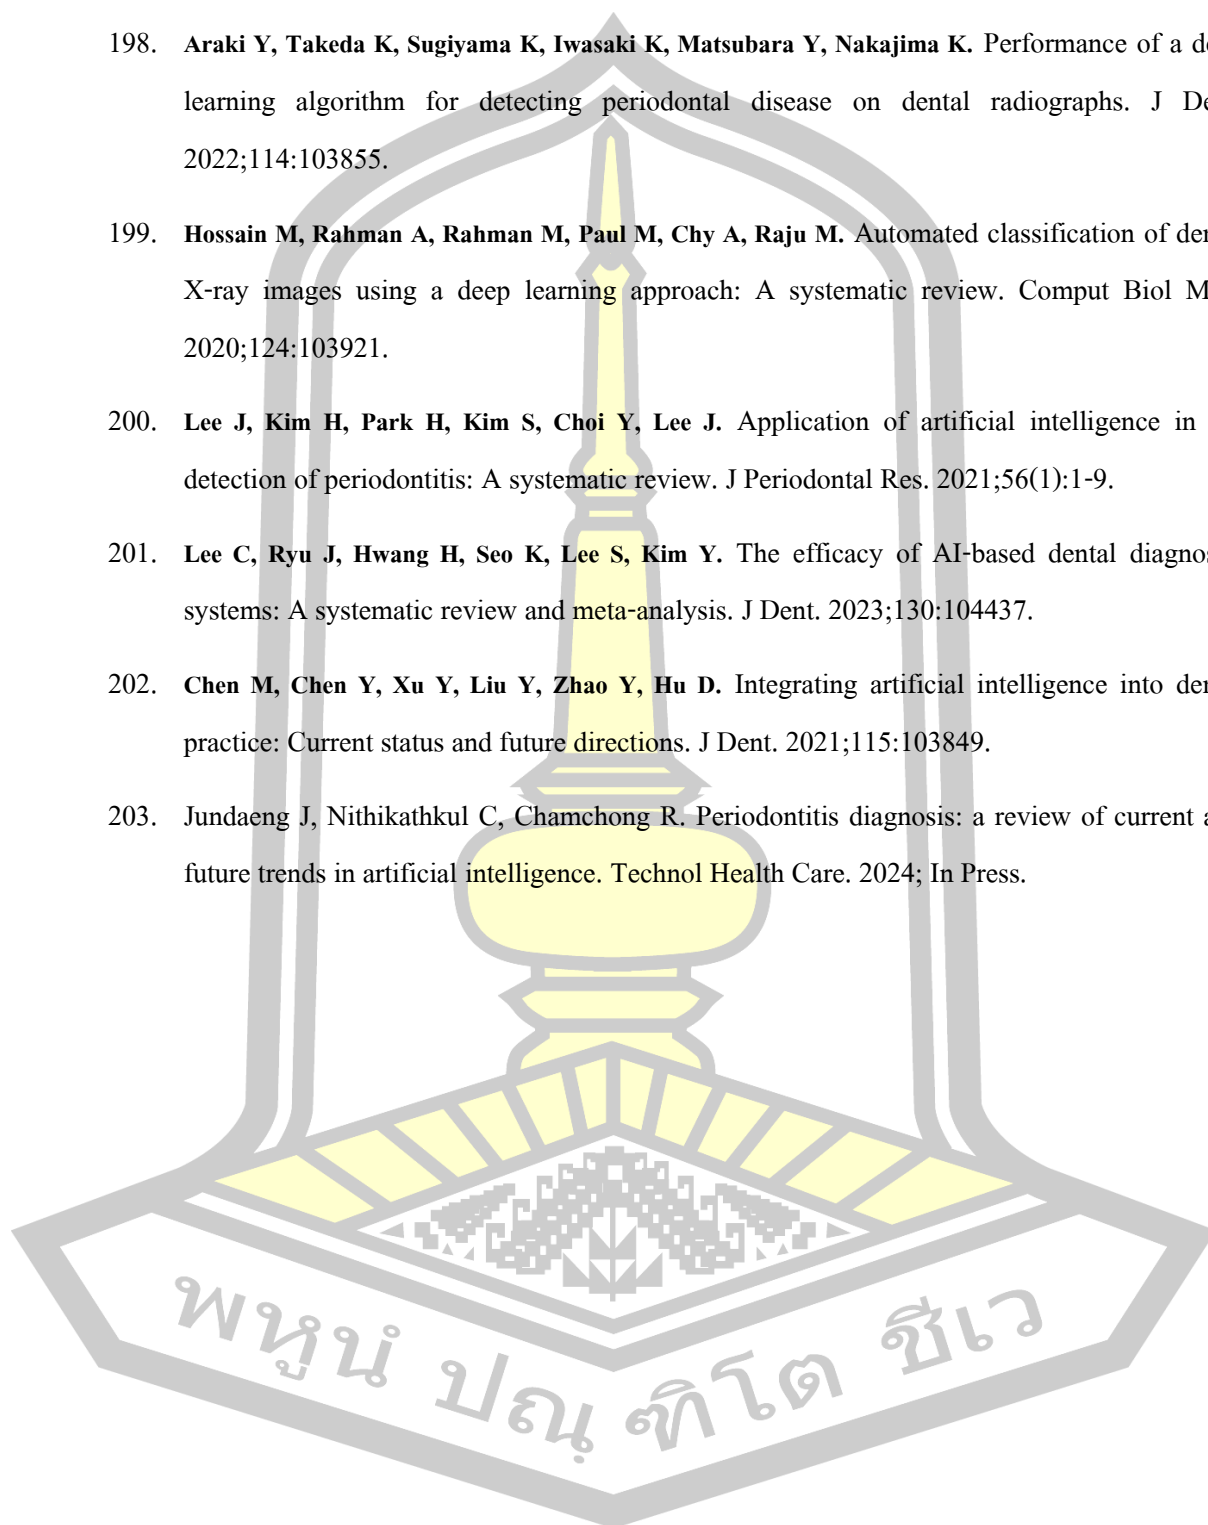 198. Araki Y, Takeda K, Sugiyama K, Iwasaki K, Matsubara Y, Nakajima K. Performance of a de
learning algorithm for detecting periodontal disease on dental radiographs. J De
2022;114:103855.
199. Hossain M, Rahman A, Rahman M, Paul M, Chy A, Raju M. Automated classification of den
X-ray images using a deep learning approach: A systematic review. Comput Biol M
2020;124:103921.
200. Lee J, Kim H, Park H, Kim S, Choi Y, Lee J. Application of artificial intelligence in
detection of periodontitis: A systematic review. J Periodontal Res. 2021;56(1):1-9.
201. Lee C, Ryu J, Hwang H, Seo K, Lee S, Kim Y. The efficacy of AI-based dental diagnos
systems: A systematic review and meta-analysis. J Dent. 2023;130:104437.
202. Chen M, Chen Y, Xu Y, Liu Y, Zhao Y, Hu D. Integrating artificial intelligence into den
practice: Current status and future directions. J Dent. 2021;115:103849.
203. Jundaeng J, Nithikathkul C, Chamchong R. Periodontitis diagnosis: a review of current a
future trends in artificial intelligence. Technol Health Care. 2024; In Press.
พหูนํ ปณฺฑิโต ชีเว